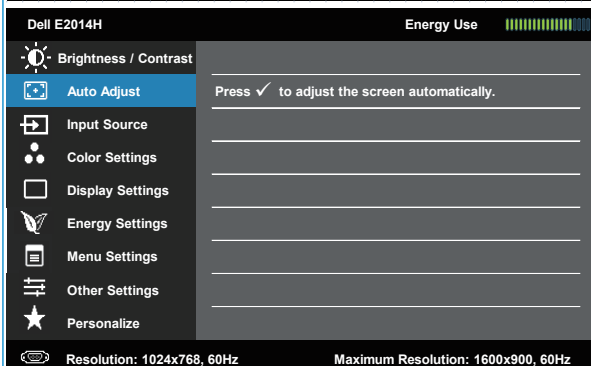 Dell E2014H Energy Use
Brightness / Contrast
Auto Adjust Press ✓ to adjust the screen automatically.
Input Source
Color Settings
Display Settings
Energy Settings
Menu Settings
Other Settings
Personalize
Resolution: 1024x768, 60Hz Maximum Resolution: 1600x900, 60Hz